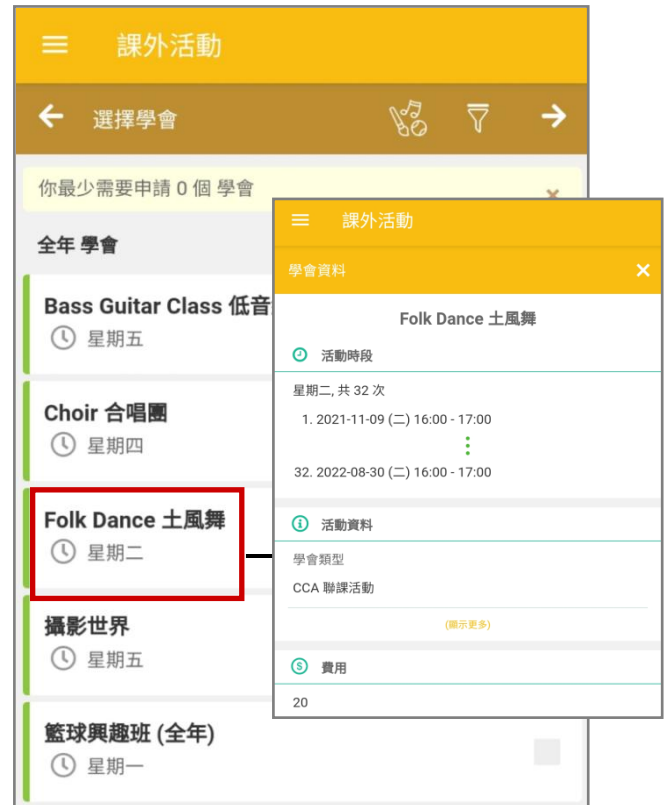 課外活動
選擇學會
你最少需要申請 0 個 學會
全年 學會
Bass Guitar Class 低音
星期五
Choir 合唱團
星期四
Folk Dance 土風舞
星期二
攝影世界
星期五
籃球興趣班 (全年)
星期一
課外活動
學會資料
Folk Dance 土風舞
活動時段
星期二, 共 32 次
1. 2021-11-09 (二) 16:00 - 17:00
32. 2022-08-30 (二) 16:00 - 17:00
活動資料
學會類型
CCA 聯課活動
(顯示更多)
費用
20